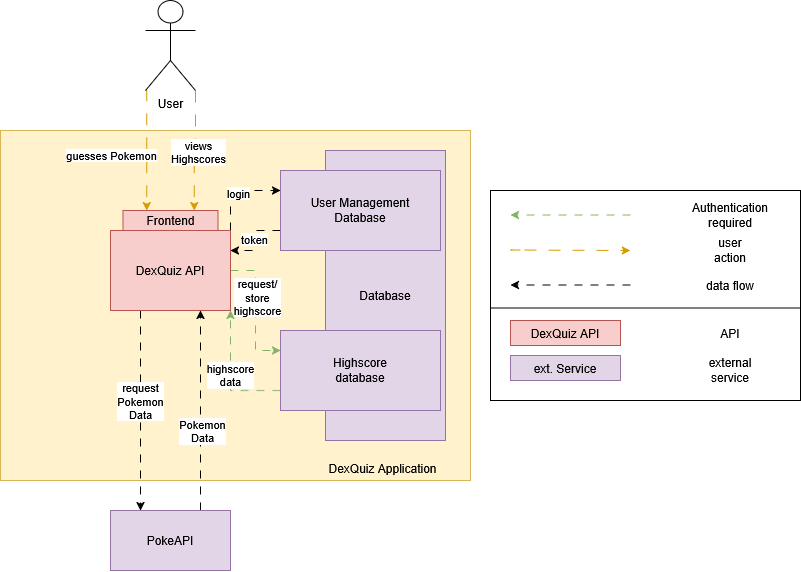 User
guesses Pokemon
views
Highscores
Frontend
DexQuiz API
login
token
User Management
Database
Database
request/
store
highscore
highscore
data
Highscore
database
request
Pokemon
Data
Pokemon
Data
DexQuiz Application
PokeAPI
Authentication
required
user
action
data flow
DexQuiz API
API
ext. Service
external
service